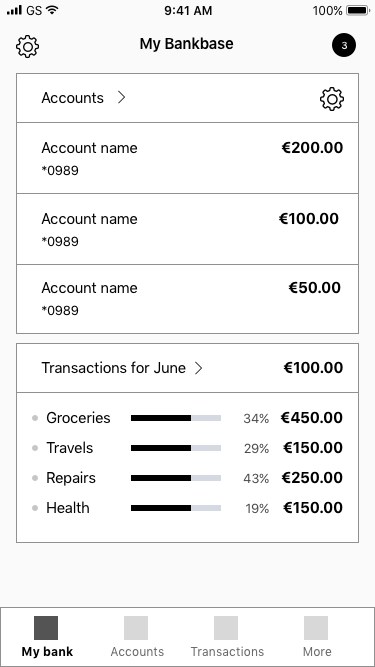 GS 9:41 AM 100%
My Bankbase 3
Accounts
Account name €200.00
*0989
Account name €100.00
*0989
Account name €50.00
*0989
Transactions for June €100.00
Groceries 34% €450.00
Travels 29% €150.00
Repairs 43% €250.00
Health 19% €150.00
My bank Accounts Transactions More